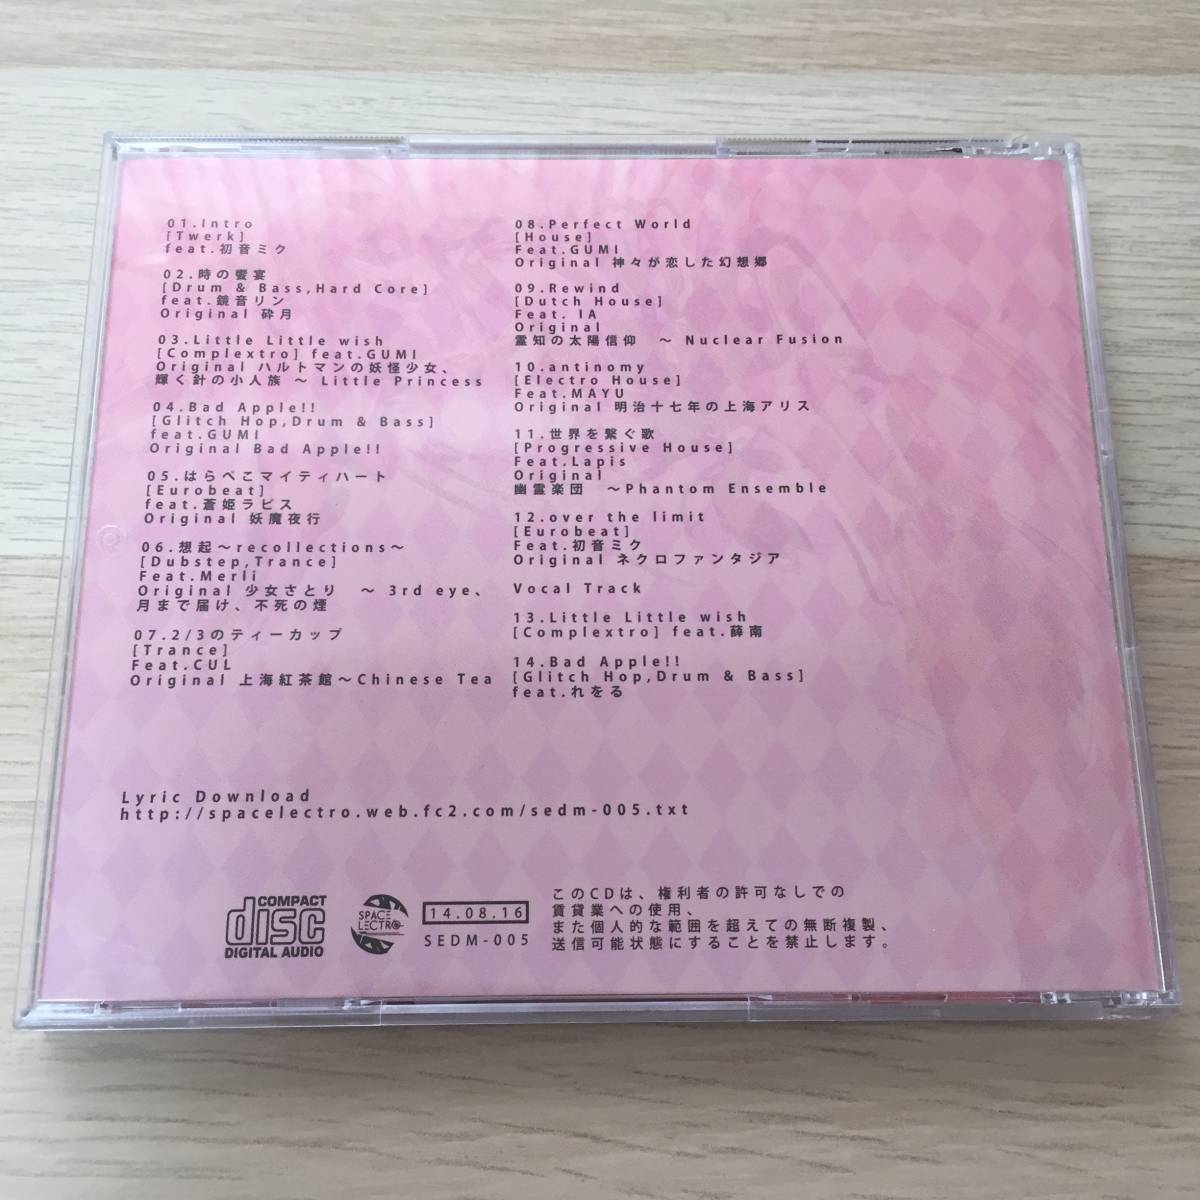 01.Intro
[Twerk]
feat.初音ミク
02.時の饗宴
[Drum & Bass,Hard Core]
feat.鏡音リン
Original 砕月
03.Little Little wish
[Complextro] feat.GUMI
Original ハルトマンの妖怪少女、
輝く針の小人族 ～ Little Princess
04.Bad Apple!!
[Glitch Hop,Drum & Bass]
feat.GUMI
Original Bad Apple!!
05.はらぺこマイティハート
[Eurobeat]
feat.蒼姫ラピス
Original 妖魔夜行
06.想起～recollections～
[Dubstep,Trance]
Feat.Merli
Original 少女さとり ～ 3rd eye、
月まで届け、不死の煙
07.2/3のティーカップ
[Trance]
Feat.CUL
Original 上海紅茶館～Chinese Tea
08.Perfect World
[House]
Feat.GUMI
Original 神々が恋した幻想郷
09.Rewind
[Dutch House]
Feat. IA
Original
霊知の太陽信仰 ～ Nuclear Fusion
10.antinomy
[Electro House]
Feat.MAYU
Original 明治十七年の上海アリス
11.世界を繋ぐ歌
[Progressive House]
Feat.Lapis
Original
幽霊楽団 ～Phantom Ensemble
12.over the limit
[Eurobeat]
Feat.初音ミク
Original ネクロファンタジア
Vocal Track
13.Little Little wish
[Complextro] feat.薛南
14.Bad Apple!!
[Glitch Hop,Drum & Bass]
feat.れをる
Lyric Download
http://spacelectro.web.fc2.com/sedm-005.txt
COMPACT
disc
DIGITAL AUDIO
SPACE
LECTRO
14.08.16
SEDM-005
このCDは、権利者の許可なしでの
賃貸業への使用、
また個人的な範囲を超えての無断複製、
送信可能状態にすることを禁止します。